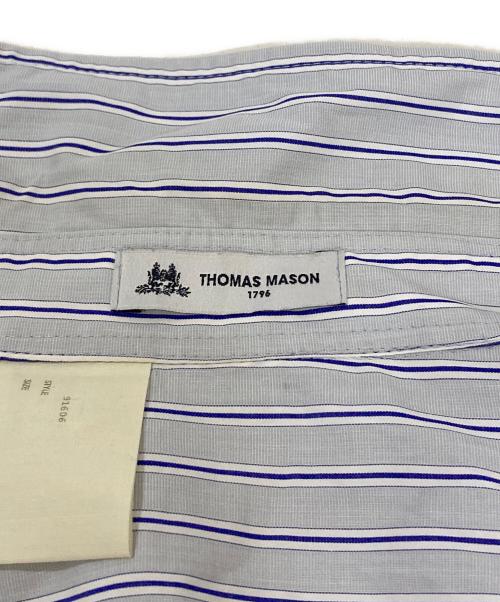 THOMAS MASON
1796
STYLE 91606
SIZE